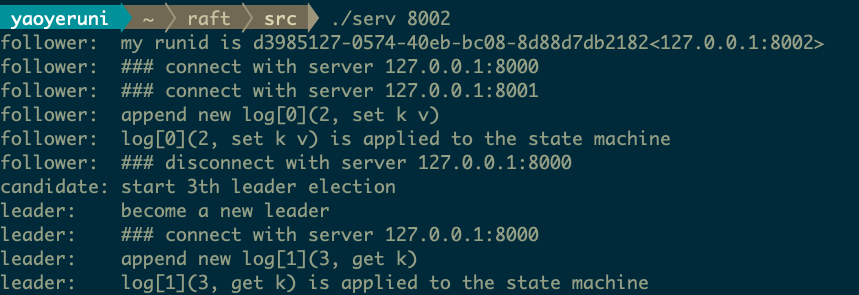 yaoyeruni ~ raft src ./serv 8002
follower: my runid is d3985127-0574-40eb-bc08-8d88d7db2182<127.0.0.1:8002>
follower: ### connect with server 127.0.0.1:8000
follower: ### connect with server 127.0.0.1:8001
follower: append new log[0](2, set k v)
follower: log[0](2, set k v) is applied to the state machine
follower: ### disconnect with server 127.0.0.1:8000
candidate: start 3th leader election
leader: become a new leader
leader: ### connect with server 127.0.0.1:8000
leader: append new log[1](3, get k)
leader: log[1](3, get k) is applied to the state machine